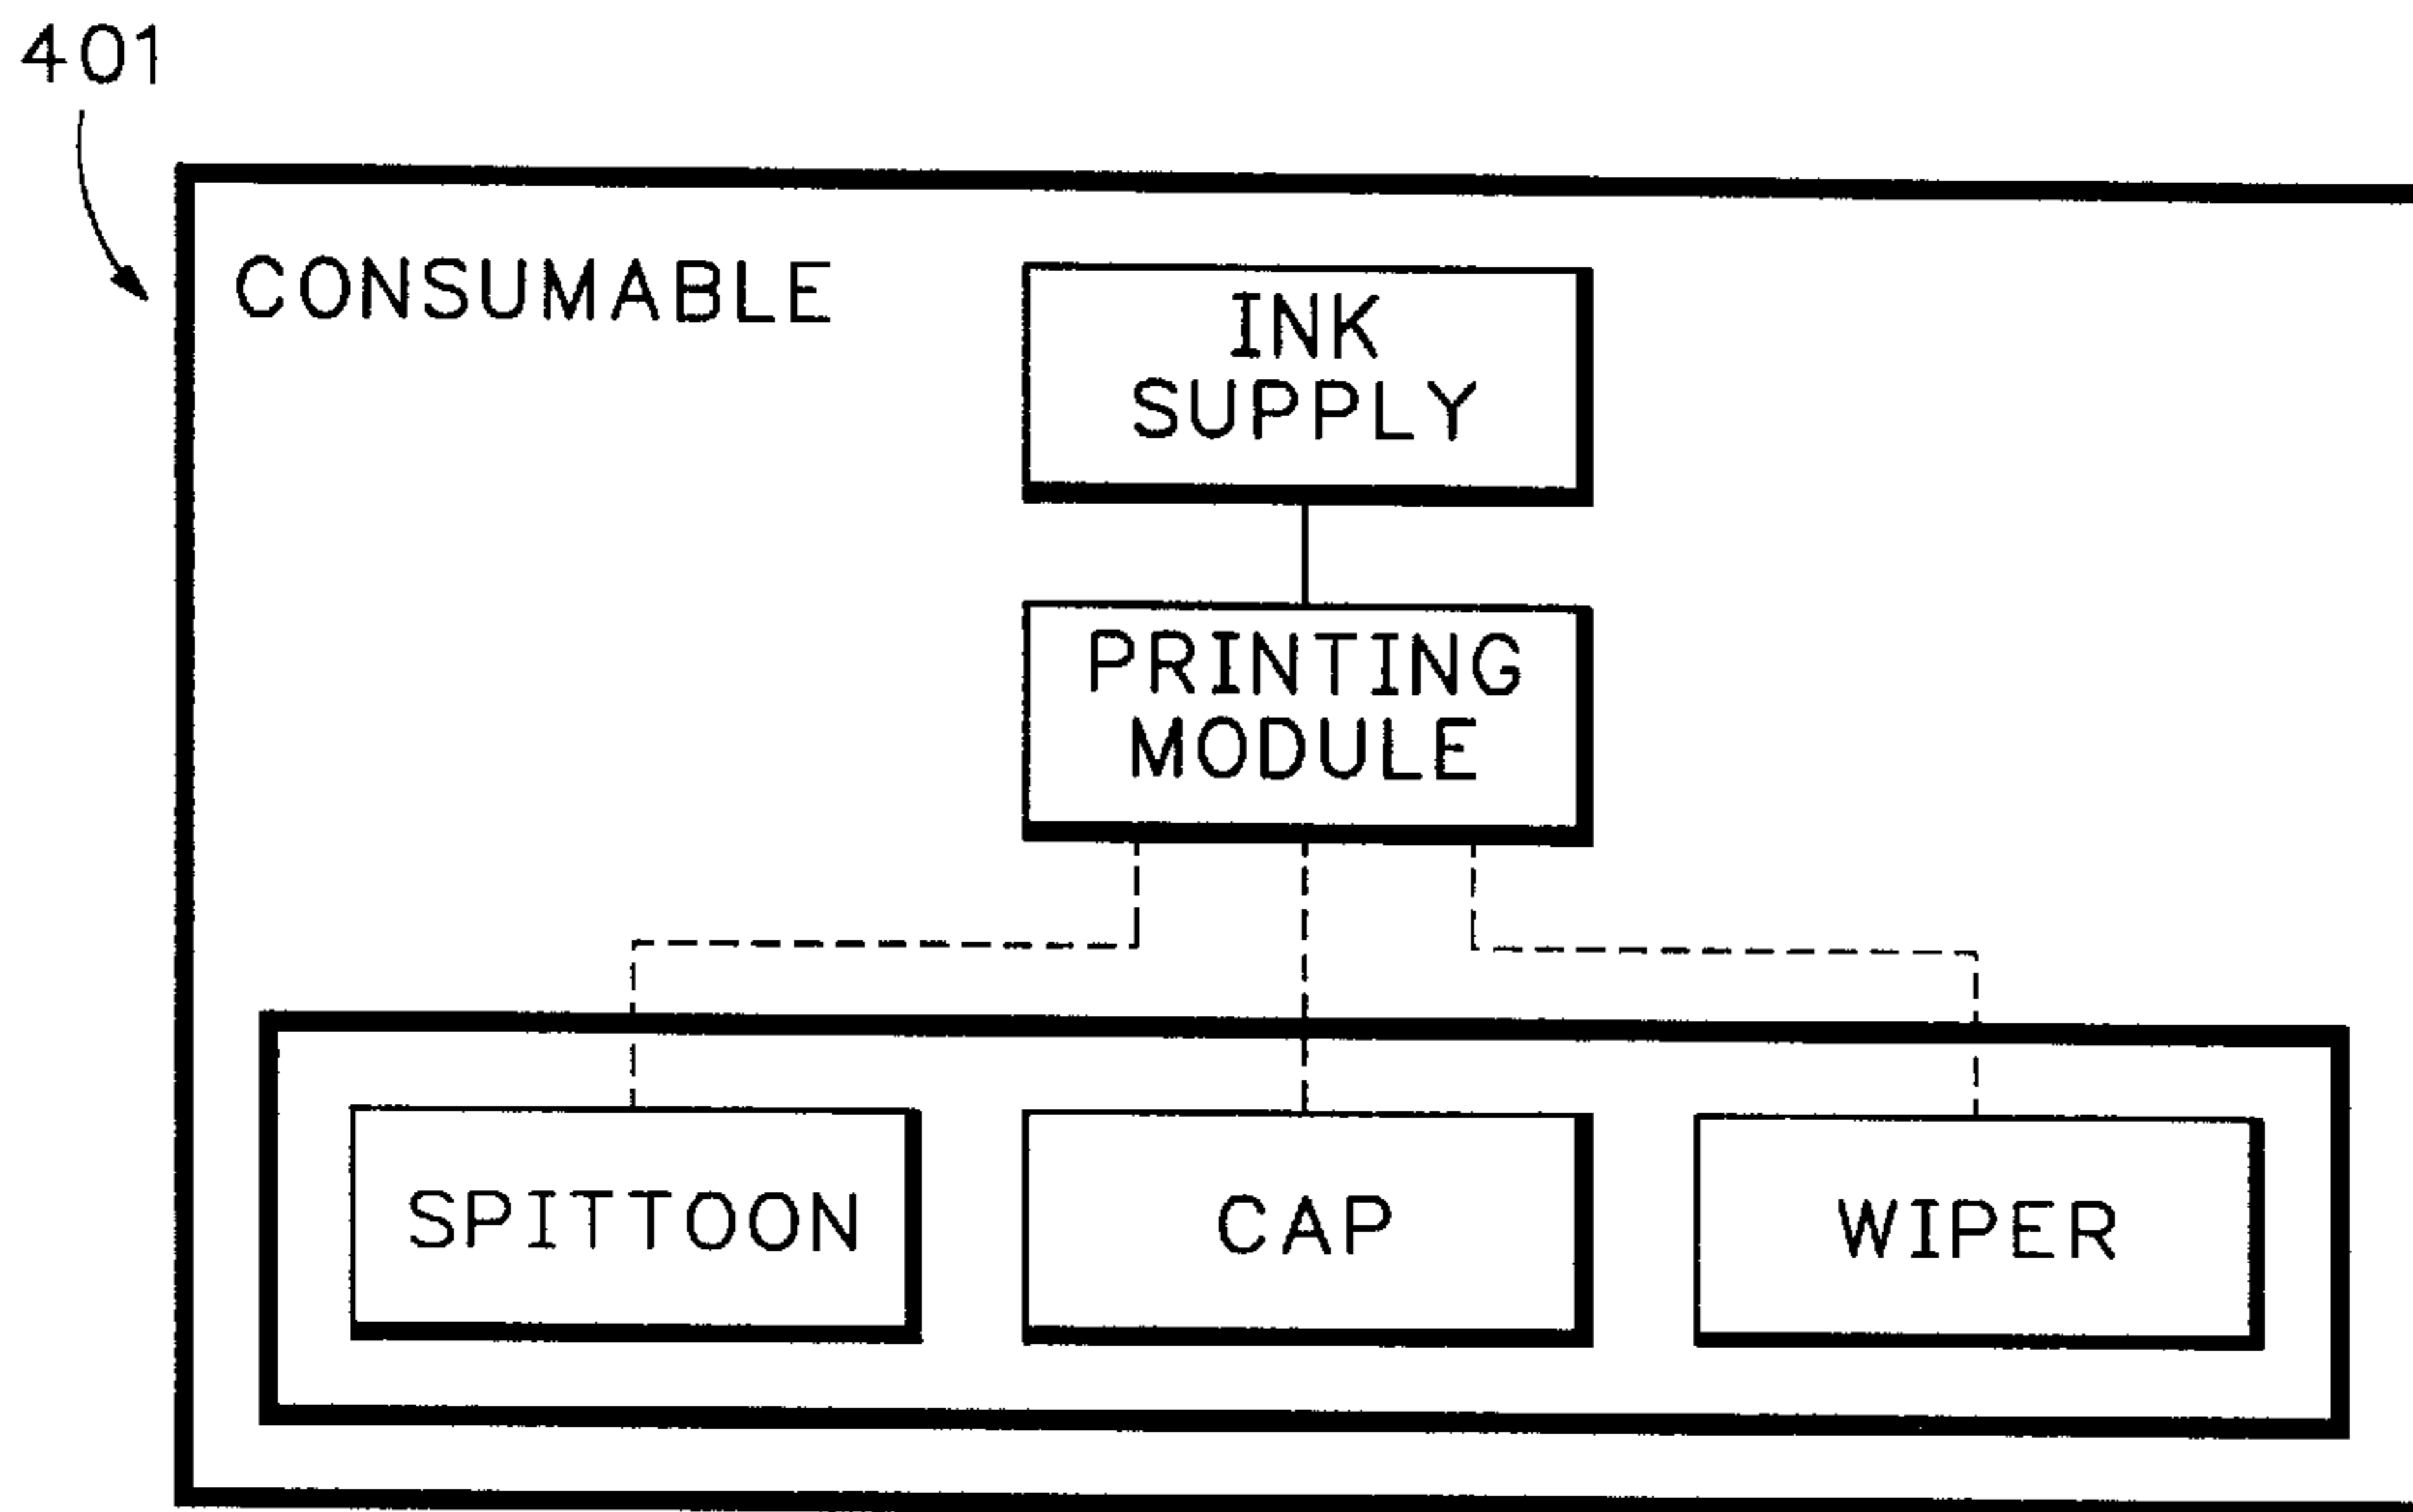 401
CONSUMABLE
INK
SUPPLY
PRINTING
MODULE
SPITTOON
CAP
WIPER